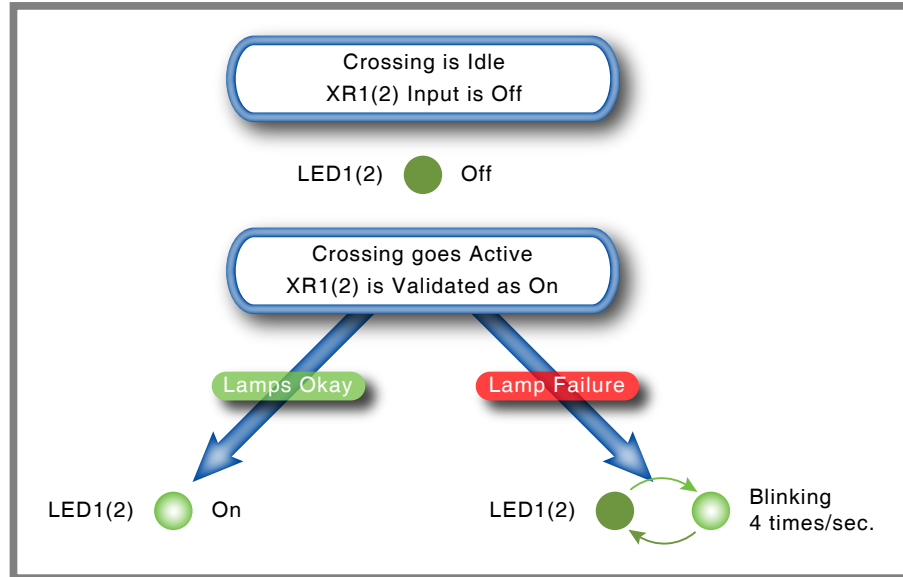 Crossing is Idle
XR1(2) Input is Off
LED1(2) Off
Crossing goes Active
XR1(2) is Validated as On
Lamps Okay
Lamp Failure
LED1(2) On
LED1(2)
Blinking
4 times/sec.